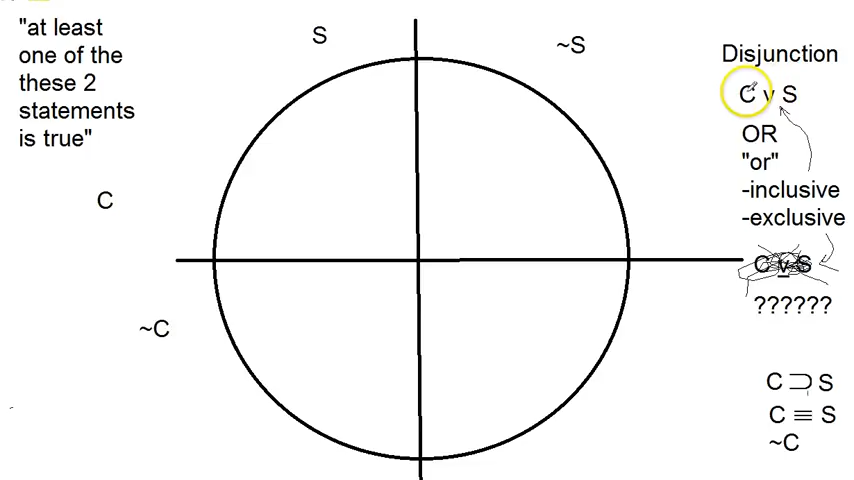 "at least
one of the
these 2
statements
is true"
S
~S
C
~C
Disjunction
C v S
OR
"or"
-inclusive
-exclusive
C v S
??????
C ⊃ S
C ≡ S
~C